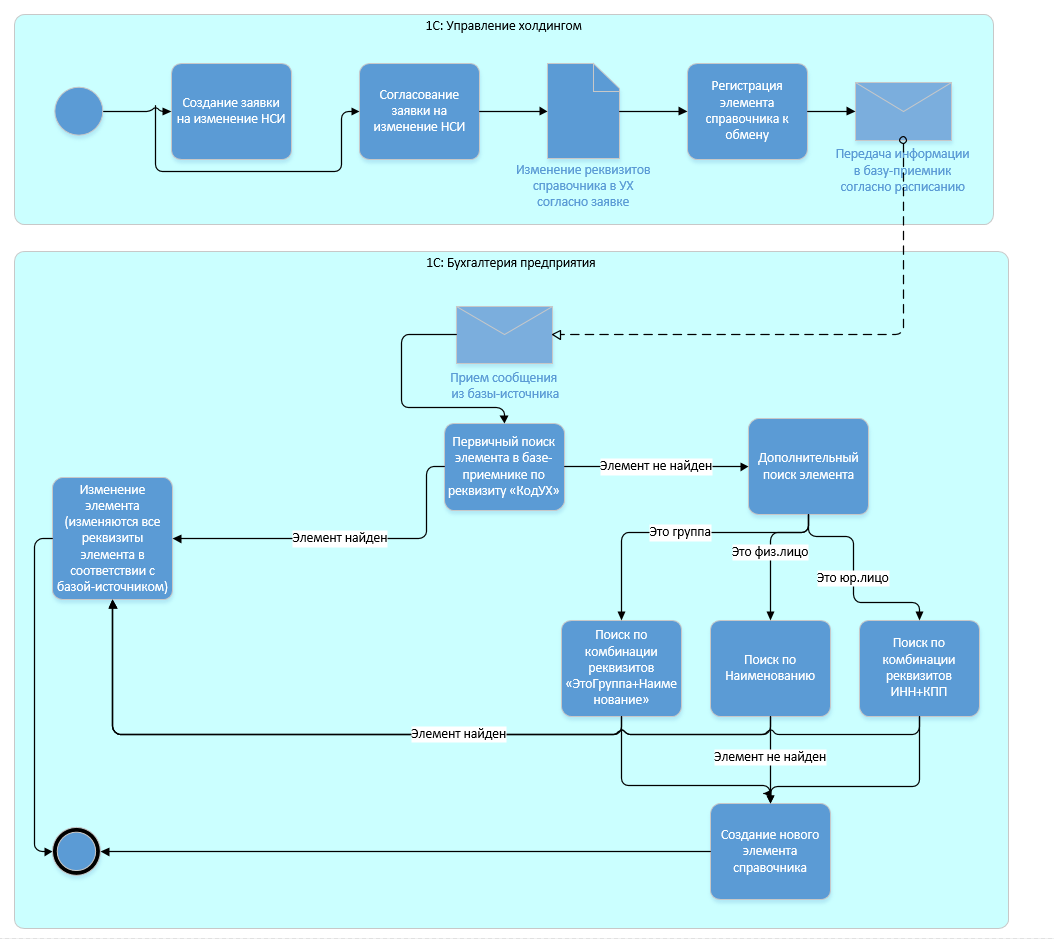 1С: Управление холдингом
Создание заявки
на изменение НСИ
Согласование
заявки на
изменение НСИ
Изменение реквизитов
справочника в УХ
согласно заявке
Регистрация
элемента
справочника к
обмену
Передача информации
в базу-приемник
согласно расписанию
1С: Бухгалтерия предприятия
Прием сообщения
из базы-источника
Первичный поиск
элемента в базе-
приемнике по
реквизиту «КодУХ»
Элемент не найден
Дополнительный
поиск элемента
Изменение
элемента
(изменяются все
реквизиты
элемента в
соответствии с
базой-источником)
Элемент найден
Это группа
Это физ.лицо
Это юр.лицо
Поиск по
комбинации
реквизитов
«ЭтоГруппа+Наиме
нование»
Поиск по
Наименованию
Поиск по
комбинации
реквизитов
ИНН+КПП
Элемент найден
Элемент не найден
Создание нового
элемента
справочника